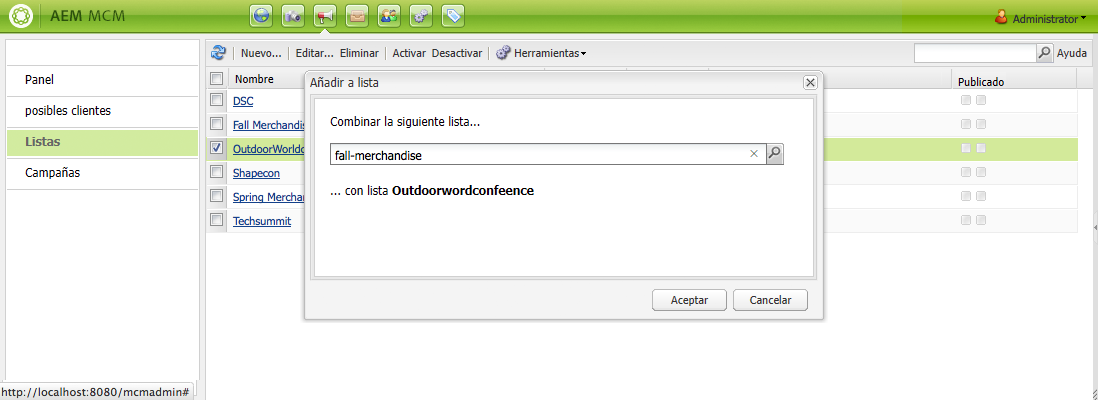 AEM MCM
Administrator
Nuevo... Editar... Eliminar Activar Desactivar Herramientas Ayuda
Panel
posibles clientes
Listas
Campañas
Nombre Publicado
DSC
Fall Merchandis
OutdoorWorldc
Shapecon
Spring Merchan
Techsummit
Añadir a lista
Combinar la siguiente lista...
fall-merchandise
... con lista Outdoorwordconfeence
Aceptar Cancelar
http://localhost:8080/mcmadmin#